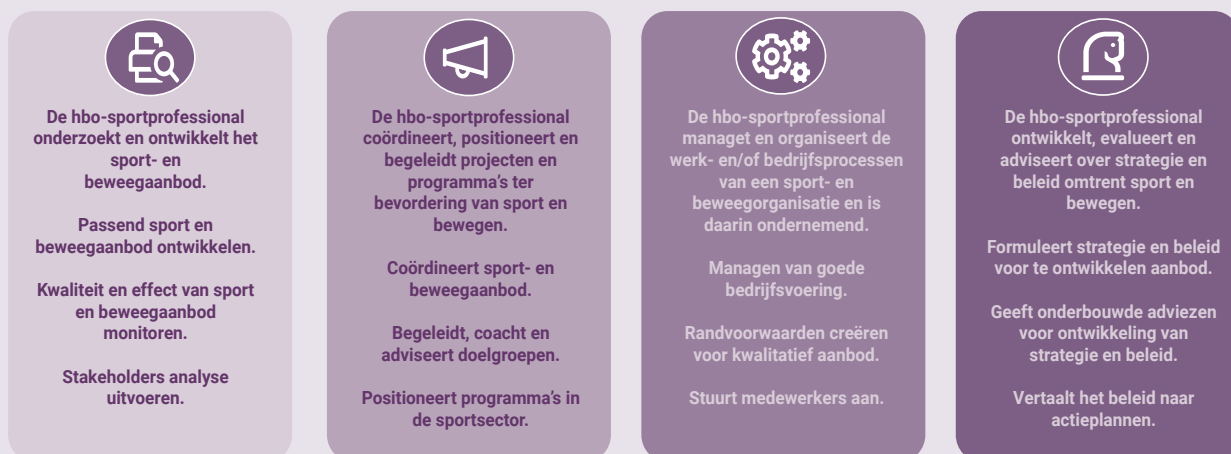 De hbo-sportprofessional
onderzoekt en ontwikkelt het
sport- en
beweegaanbod.
Passend sport en
beweegaanbod ontwikkelen.
Kwaliteit en effect van sport
en beweegaanbod
monitoren.
Stakeholders analyse
uitvoeren.
De hbo-sportprofessional
coördineert, positioneert en
begeleidt projecten en
programma’s ter
bevordering van sport en
bewegen.
Coördineert sport- en
beweegaanbod.
Begeleidt, coacht en
adviseert doelgroepen.
Positioneert programma’s in
de sportsector.
De hbo-sportprofessional
managet en organiseert de
werk- en/of bedrijfsprocessen
van een sport- en
beweegorganisatie en is
daarin ondernemend.
Managen van goede
bedrijfsvoering.
Randvoorwaarden creëren
voor kwalitatief aanbod.
Stuurt medewerkers aan.
De hbo-sportprofessional
ontwikkelt, evalueert en
adviseert over strategie en
beleid omtrent sport en
bewegen.
Formuleert strategie en beleid
voor te ontwikkelen aanbod.
Geeft onderbouwde adviezen
voor ontwikkeling van
strategie en beleid.
Vertaalt het beleid naar
actieplannen.